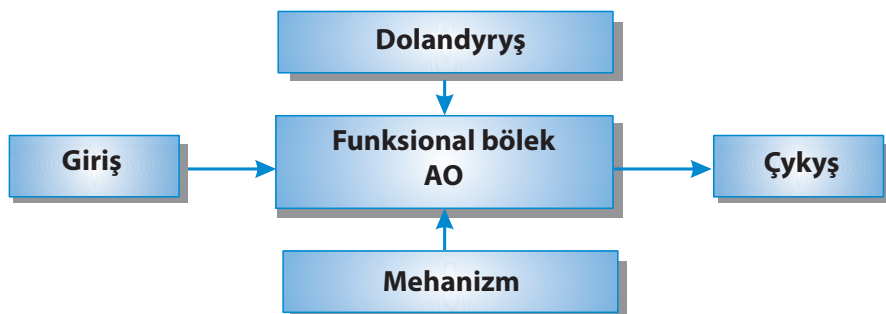 Dolandyryş
Giriş
Funksional bölek
AO
Çykyş
Mehanizm